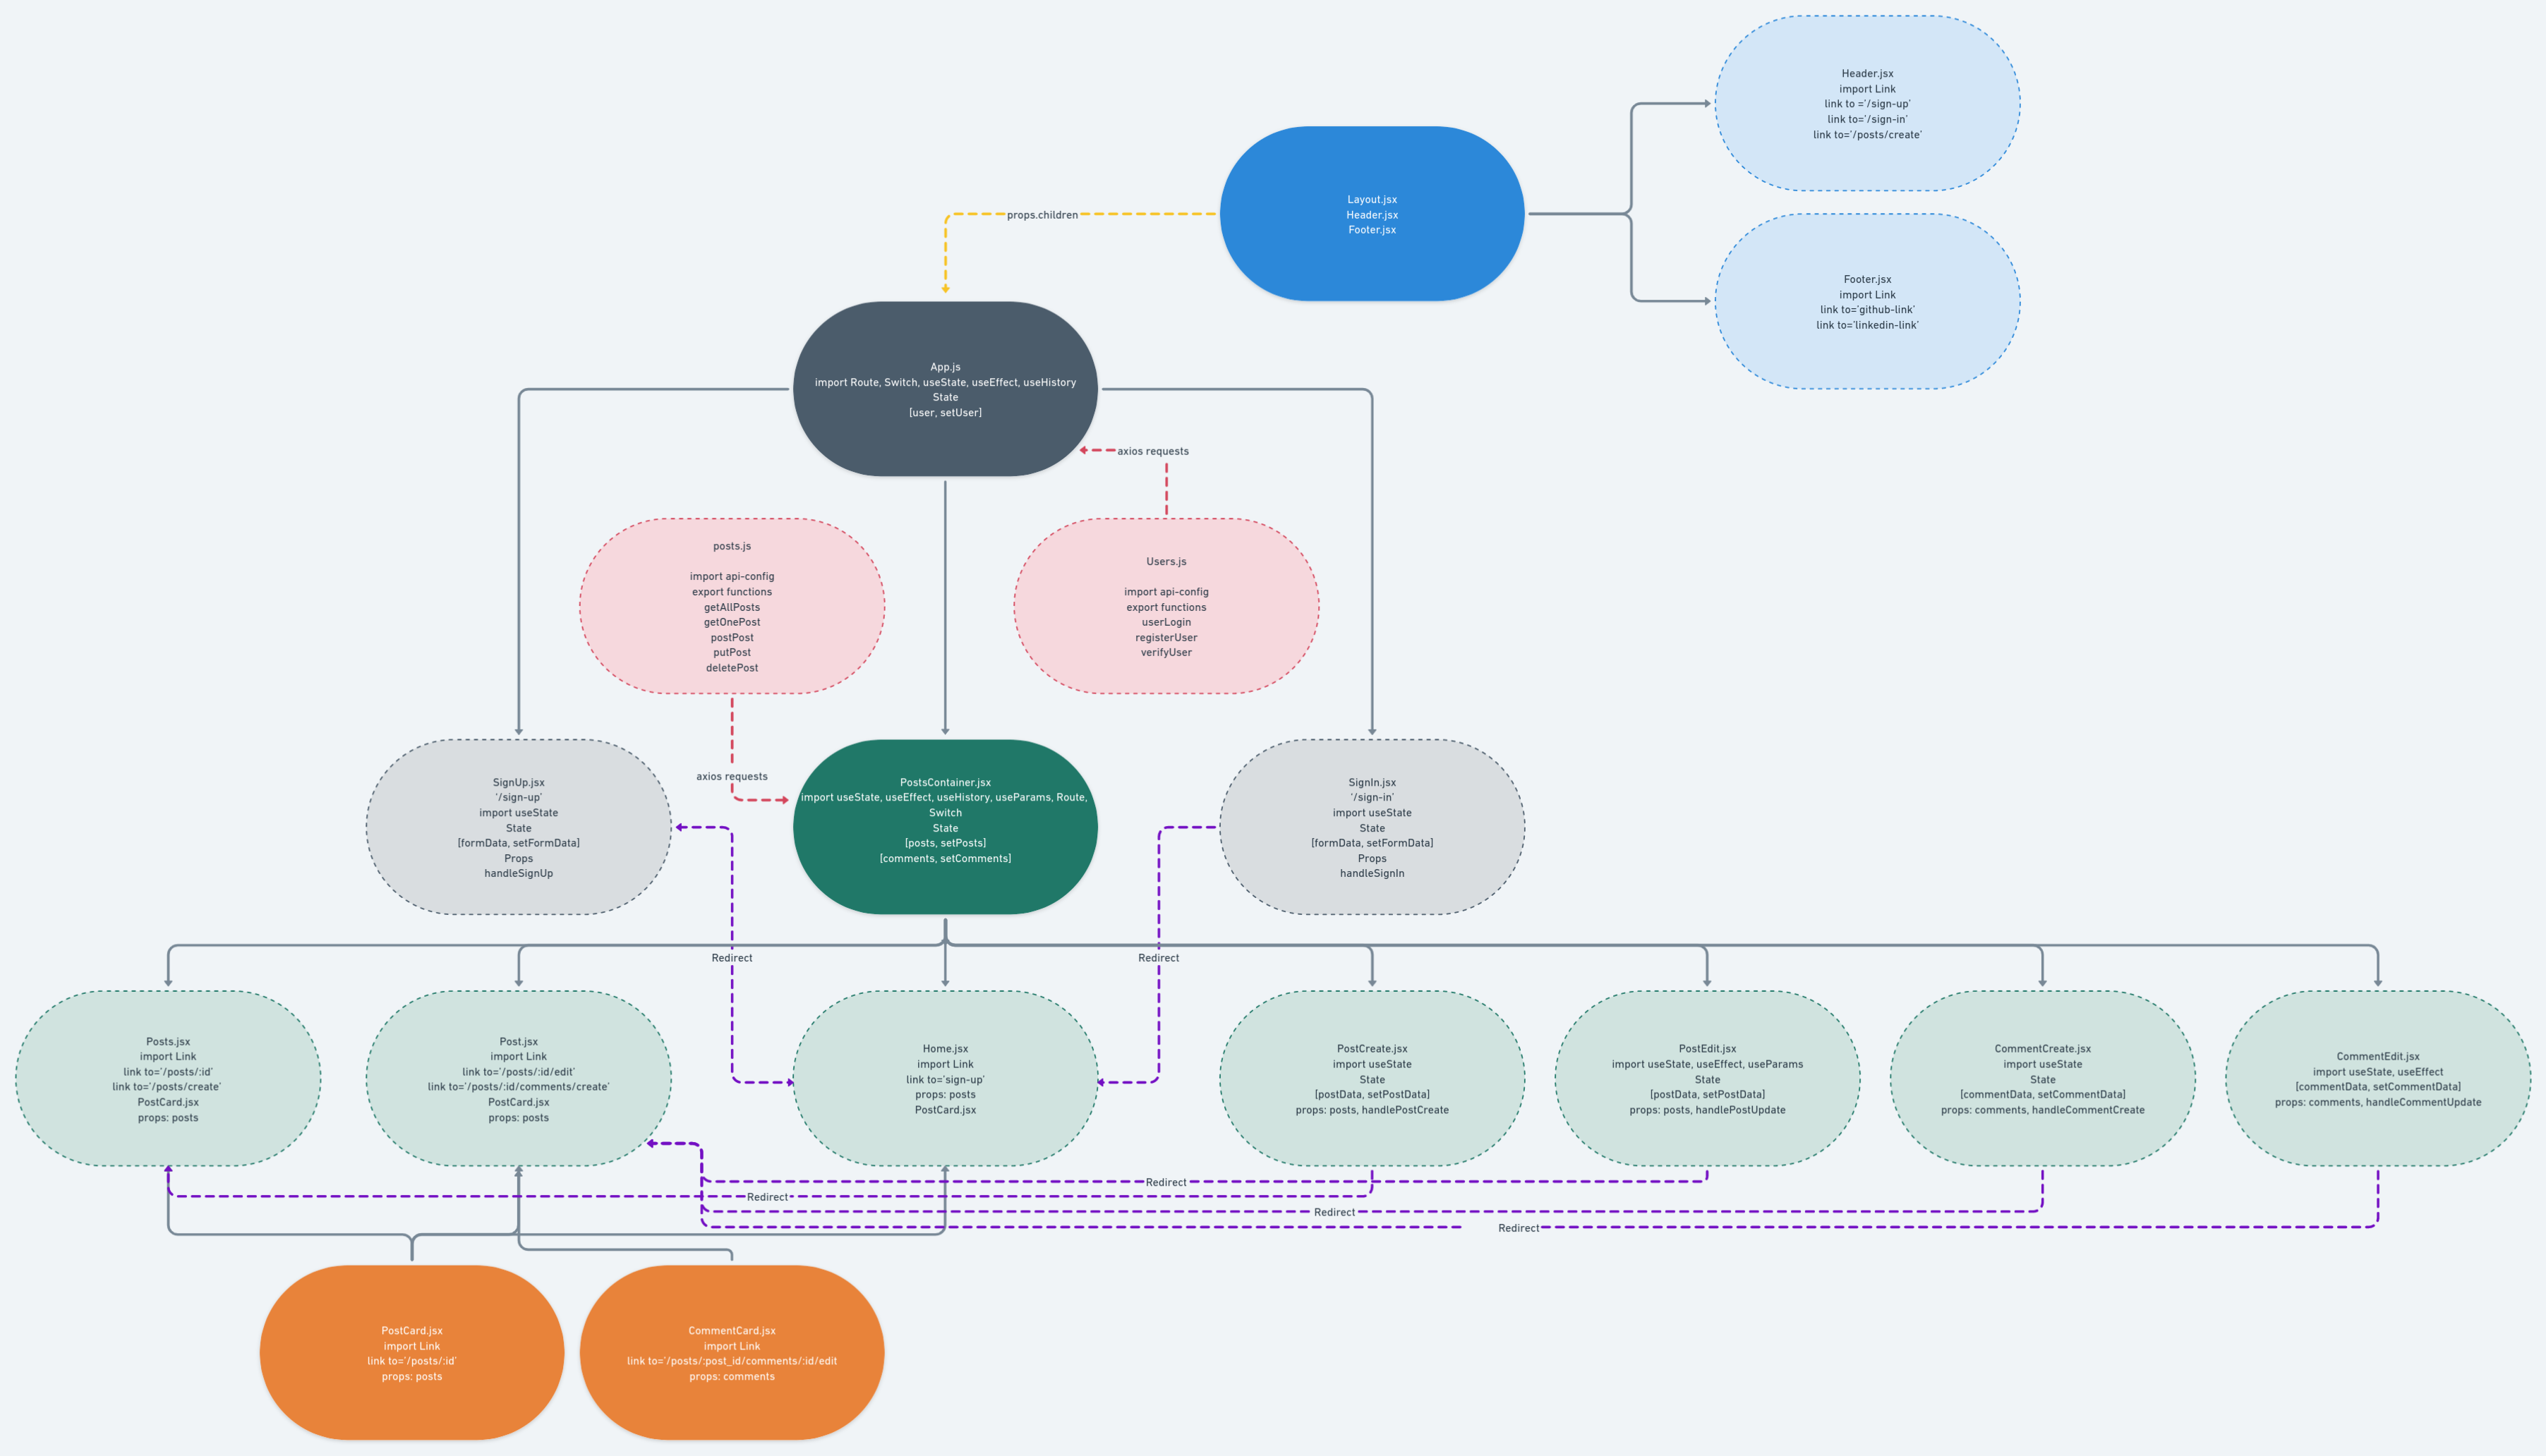 Header.jsx
import Link
link to ='/sign-up'
link to='/sign-in'
link to='/posts/create'
Layout.jsx
Header.jsx
Footer.jsx
props.children
Footer.jsx
import Link
link to='github-link'
link to='linkedin-link'
App.js
import Route, Switch, useState, useEffect, useHistory
State
[user, setUser]
axios requests
posts.js
import api-config
export functions
getAllPosts
getOnePost
postPost
putPost
deletePost
Users.js
import api-config
export functions
userLogin
registerUser
verifyUser
axios requests
SignUp.jsx
'/sign-up'
import useState
State
[formData, setFormData]
Props
handleSignUp
PostsContainer.jsx
import useState, useEffect, useHistory, useParams, Route,
Switch
State
[posts, setPosts]
[comments, setComments]
SignIn.jsx
'/sign-in'
import useState
State
[formData, setFormData]
Props
handleSignIn
Redirect
Redirect
Posts.jsx
import Link
link to='/posts/:id'
link to='/posts/create'
PostCard.jsx
props: posts
Post.jsx
import Link
link to='/posts/:id/edit'
link to='/posts/:id/comments/create'
PostCard.jsx
props: posts
Home.jsx
import Link
link to='sign-up'
props: posts
PostCard.jsx
PostCreate.jsx
import useState
State
[postData, setPostData]
props: posts, handlePostCreate
PostEdit.jsx
import useState, useEffect, useParams
State
[postData, setPostData]
props: posts, handlePostUpdate
CommentCreate.jsx
import useState
State
[commentData, setCommentData]
props: comments, handleCommentCreate
CommentEdit.jsx
import useState, useEffect
[commentData, setCommentData]
props: comments, handleCommentUpdate
Redirect
Redirect
Redirect
Redirect
PostCard.jsx
import Link
link to='/posts/:id'
props: posts
CommentCard.jsx
import Link
link to='/posts/:post_id/comments/:id/edit
props: comments